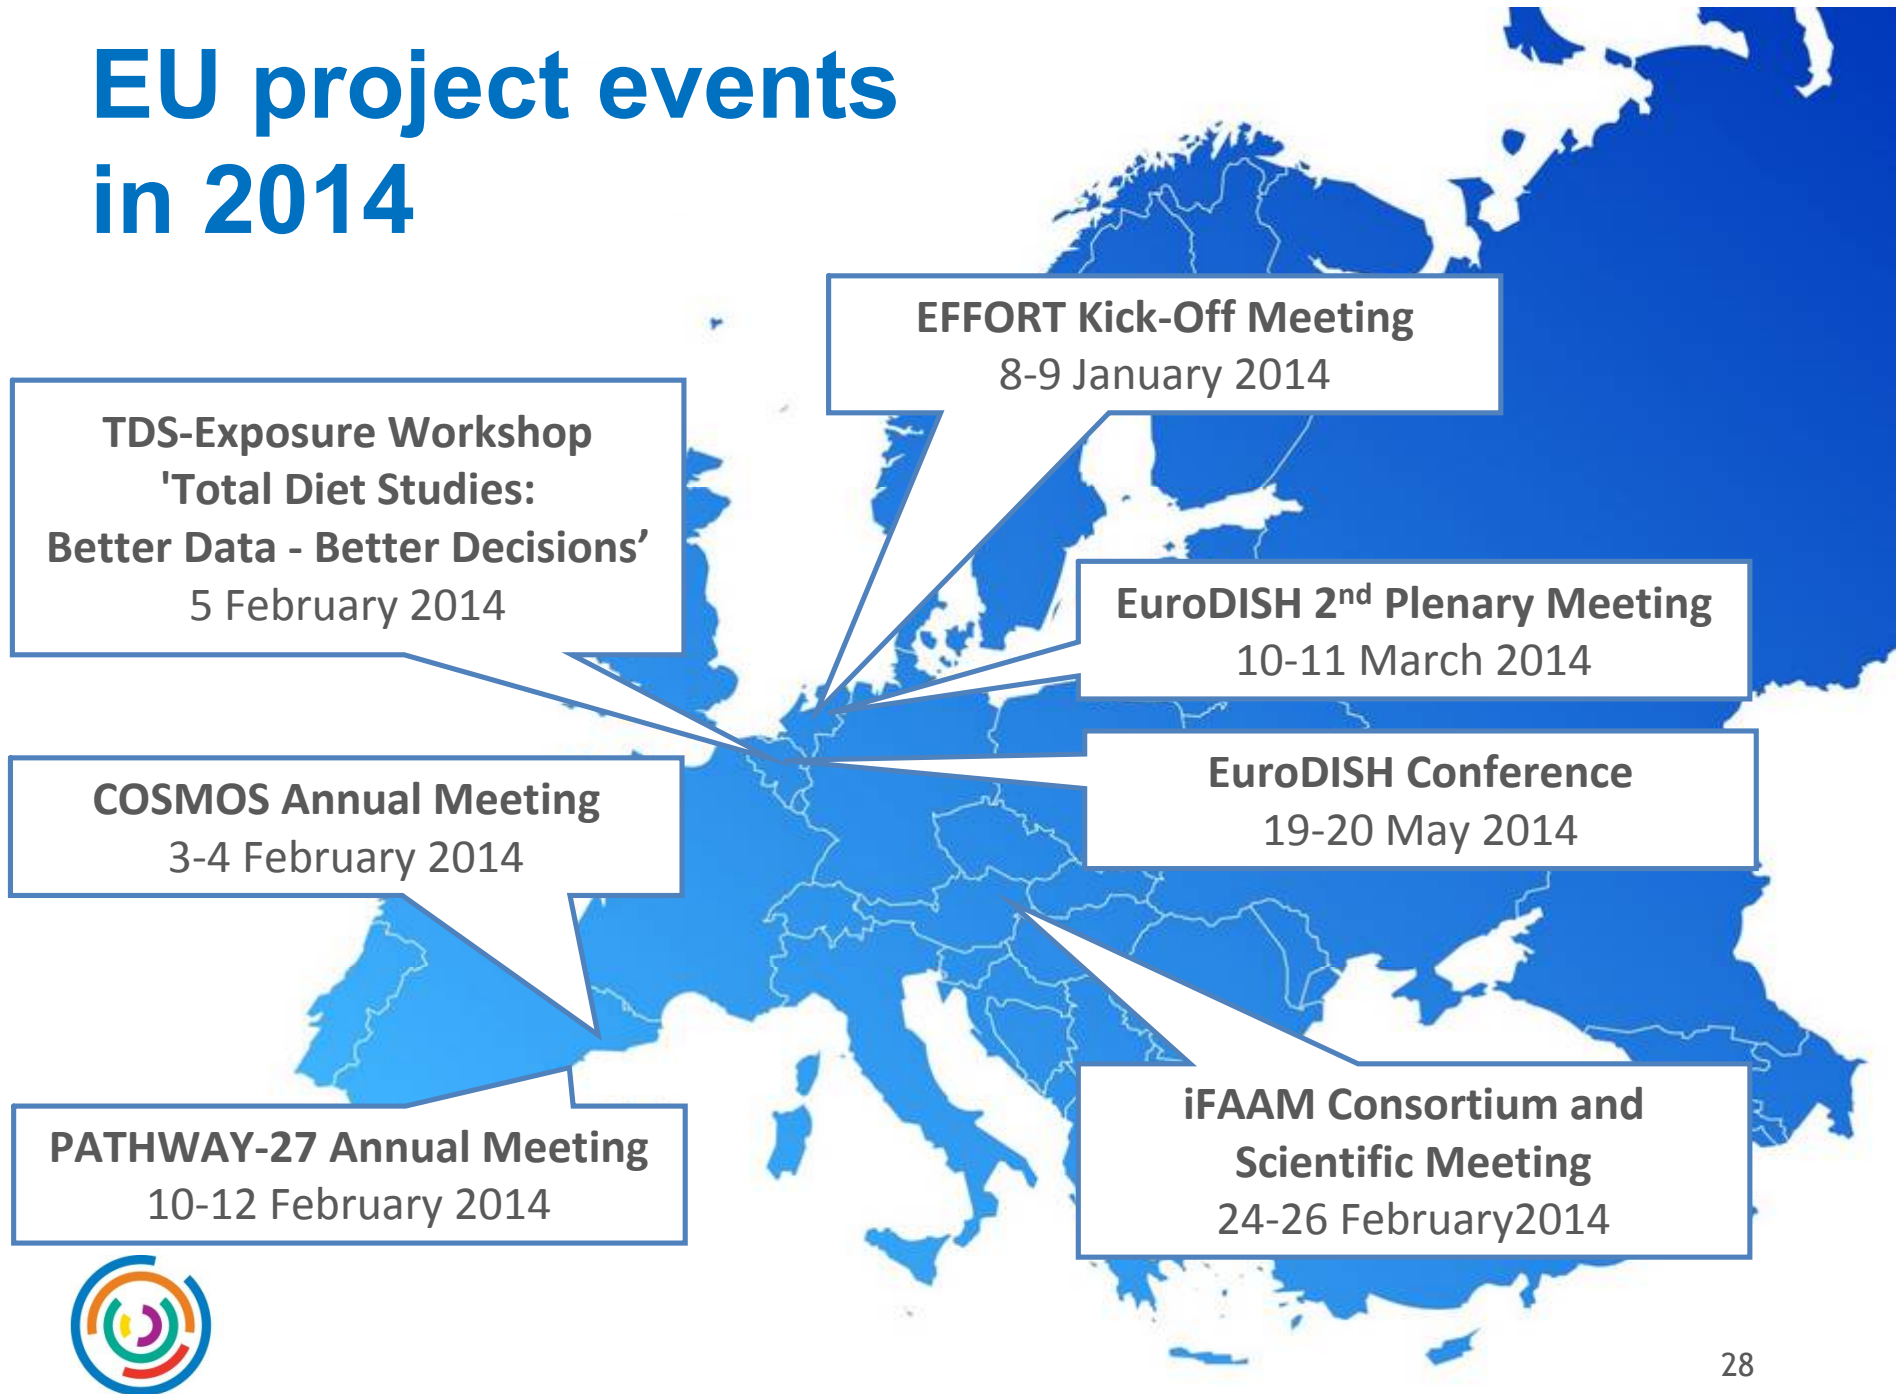 EU project events
in 2014
EFFORT Kick-Off Meeting
8-9 January 2014
TDS-Exposure Workshop
'Total Diet Studies:
Better Data - Better Decisions’
5 February 2014
EuroDISH 2nd Plenary Meeting
10-11 March 2014
COSMOS Annual Meeting
3-4 February 2014
EuroDISH Conference
19-20 May 2014
PATHWAY-27 Annual Meeting
10-12 February 2014
iFAAM Consortium and
Scientific Meeting
24-26 February2014
28